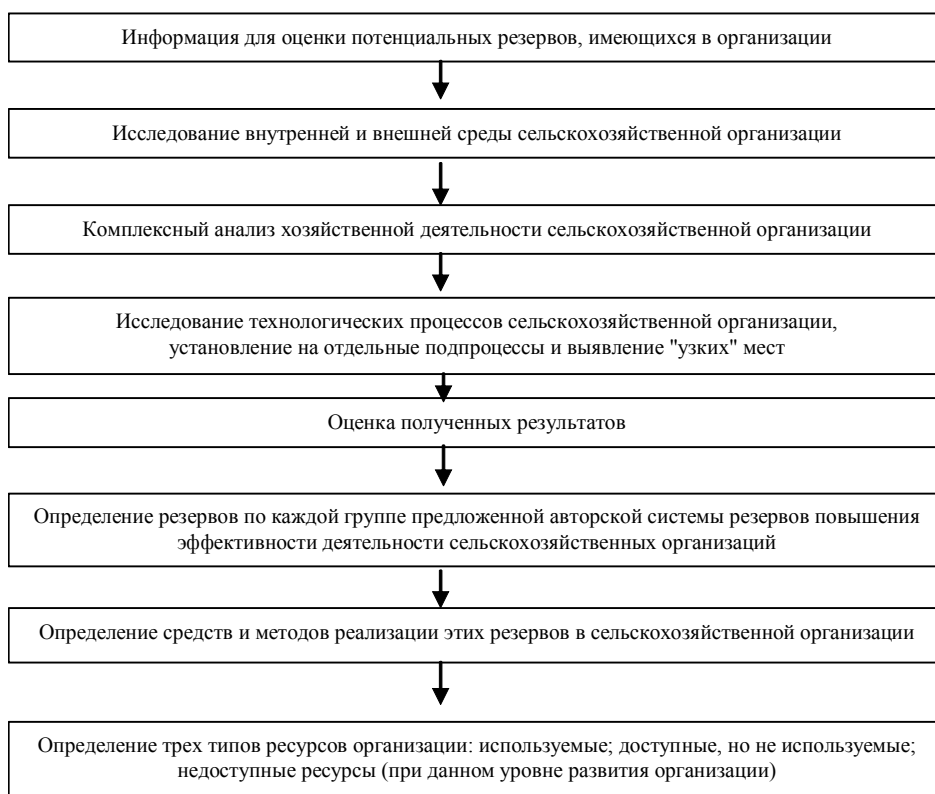 Информация для оценки потенциальных резервов, имеющихся в организации
Исследование внутренней и внешней среды сельскохозяйственной организации
Комплексный анализ хозяйственной деятельности сельскохозяйственной организации
Исследование технологических процессов сельскохозяйственной организации,
установление на отдельные подпроцессы и выявление "узких" мест
Оценка полученных результатов
Определение резервов по каждой группе предложенной авторской системы резервов повышения
эффективности деятельности сельскохозяйственных организаций
Определение средств и методов реализации этих резервов в сельскохозяйственной организации
Определение трех типов ресурсов организации: используемые; доступные, но не используемые;
недоступные ресурсы (при данном уровне развития организации)